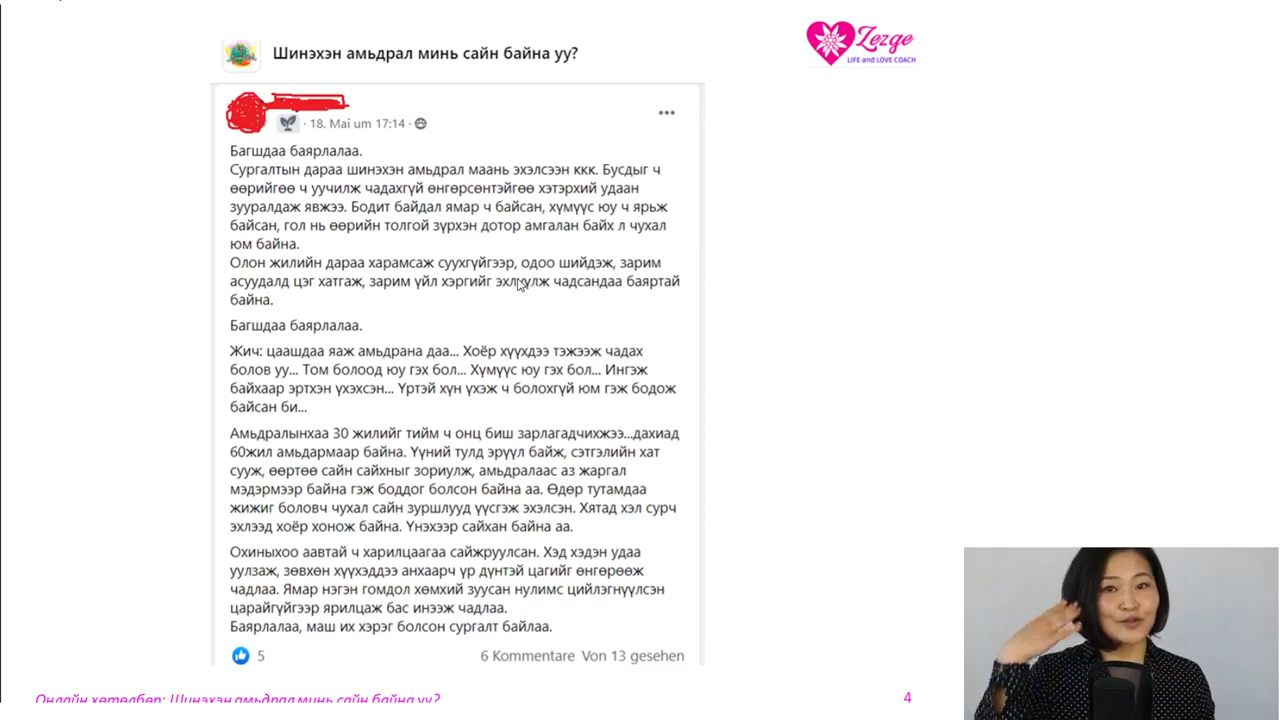 Шинэхэн амьдрал минь сайн байна уу?
Zezge
LIFE and LOVE COACH
· 18. Mai um 17:14 ·
Багшдаа баярлалаа.
Сургалтын дараа шинэхэн амьдрал маань эхэлсээн ккк. Бусдыг ч
өөрийгөө ч уучилж чадахгүй өнгөрсөнтэйгөө хэтэрхий удаан
зууралдаж явжээ. Бодит байдал ямар ч байсан, хүмүүс юу ч ярьж
байсан, гол нь өөрийн толгой зүрхэн дотор амгалан байх л чухал
юм байна.
Олон жилийн дараа харамсаж суухгүйгээр, одоо шийдэж, зарим
асуудалд цэг хатгаж, зарим үйл хэргийг эхлүүлж чадсандаа баяртай
байна.
Багшдаа баярлалаа.
Жич: цаашдаа яаж амьдрана даа... Хоёр хүүхдээ тэжээж чадах
болов уу... Том болоод юу гэх бол... Хүмүүс юу гэх бол... Ингэж
байхаар эртхэн үхэхсэн... Үртэй хүн үхэж ч болохгүй юм гэж бодож
байсан би...
Амьдралынхаа 30 жилийг тийм ч онц биш зарлагадчихжээ...дахиад
60жил амьдармаар байна. Үүний тулд эрүүл байж, сэтгэлийн хат
сууж, өөртөө сайн сайхныг зориулж, амьдралаас аз жаргал
мэдэрмээр байна гэж боддог болсон байна аа. Өдөр тутамдаа
жижиг боловч чухал сайн зуршлууд үүсгэж эхэлсэн. Хятад хэл сурч
эхлээд хоёр хонож байна. Үнэхээр сайхан байна аа.
Охиныхоо аавтай ч харилцаагаа сайжруулсан. Хэд хэдэн удаа
уулзаж, зөвхөн хүүхэддээ анхаарч үр дүнтэй цагийг өнгөрөөж
чадлаа. Ямар нэгэн гомдол хөмхий зуусан нулимс цийлэгнүүлсэн
царайгүйгээр ярилцаж бас инээж чадлаа.
Баярлалаа, маш их хэрэг болсон сургалт байлаа.
5
6 Kommentare Von 13 gesehen
Онлайн хөтөлбөр: Шинэхэн амьдрал минь сайн байна уу?
4